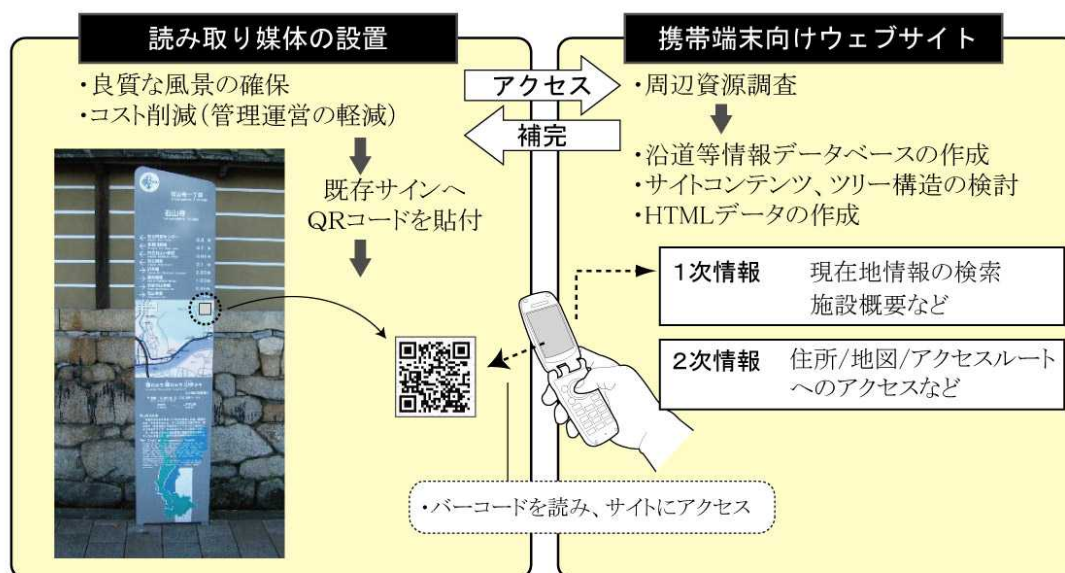 読み取り媒体の設置
・良質な風景の確保
・コスト削減（管理運営の軽減）
既存サインへ
QRコードを貼付
アクセス
補完
携帯端末向けウェブサイト
・周辺資源調査
・沿道等情報データベースの作成
・サイトコンテンツ、ツリー構造の検討
・HTMLデータの作成
1次情報 現在地情報の検索
施設概要など
2次情報 住所/地図/アクセスルート
へのアクセスなど
・バーコードを読み、サイトにアクセス
石山寺